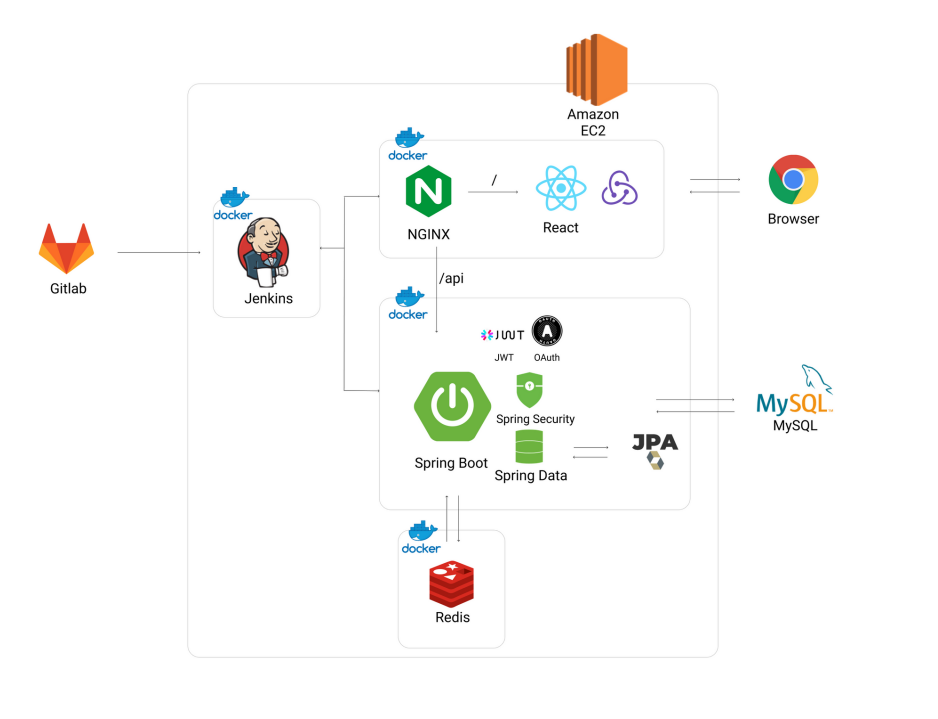 Amazon
EC2
docker
NGINX
/
React
Browser
docker
Jenkins
Gitlab
/api
docker
JWT
JWT
OAuth
Spring Boot
Spring Security
Spring Data
JPA
MySQL
MySQL
docker
Redis